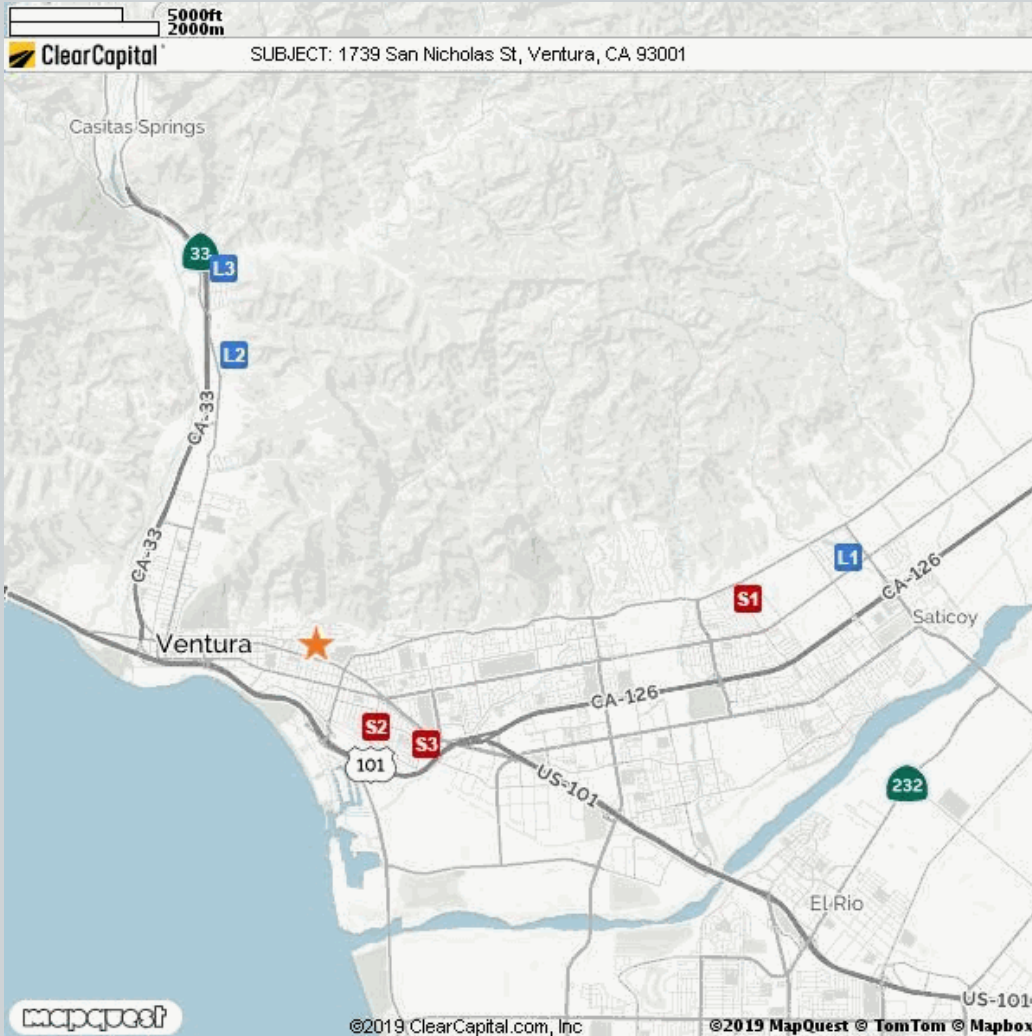 5000ft
2000m
ClearCapital
SUBJECT: 1739 San Nicholas St, Ventura, CA 93001
Casitas Springs
33
L3
L2
CA-33
CA-33
L1
CA-126
S1
Saticoy
Ventura
CA-126
S2
S3
101
US-101
232
El Rio
US-101
mapquest
©2019 ClearCapital.com, Inc
©2019 MapQuest © TomTom © Mapbox